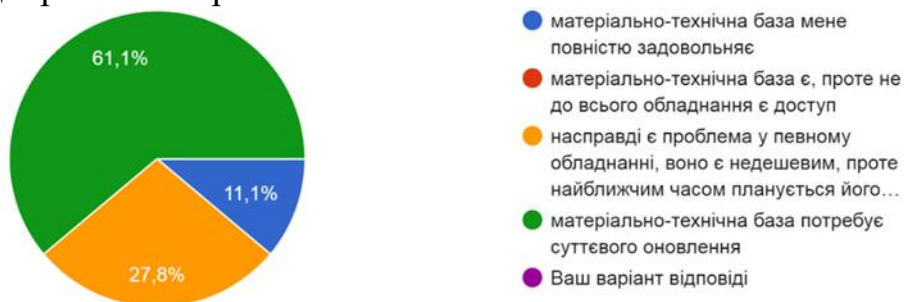 61,1%
11,1%
27,8%
матеріально-технічна база мене
повністю задовольняє
матеріально-технічна база є, проте не
до всього обладнання є доступ
насправді є проблема у певному
обладнанні, воно є недешевим, проте
найближчим часом планується його…
матеріально-технічна база потребує
суттєвого оновлення
Ваш варіант відповіді